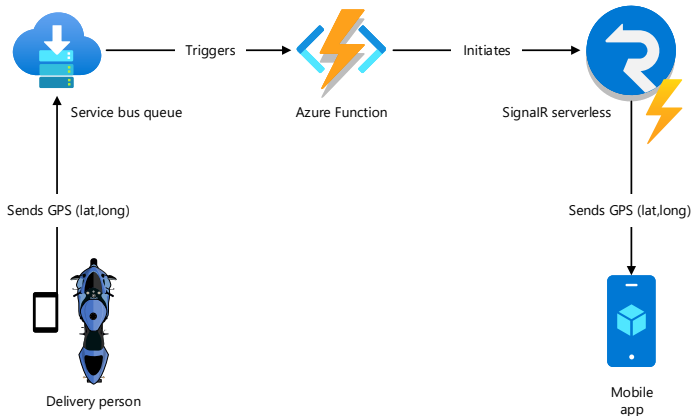 Triggers
Initiates
Service bus queue
Azure Function
SignalR serverless
Sends GPS (lat,long)
Sends GPS (lat,long)
Delivery person
Mobile
app